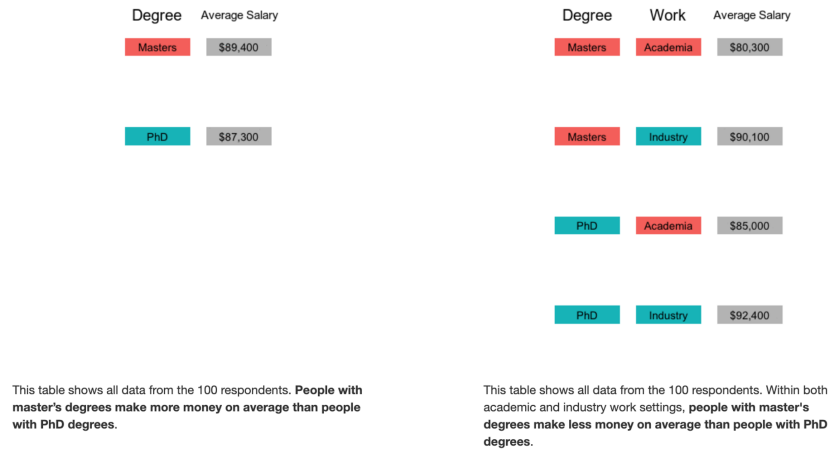 Degree Average Salary
Masters $89,400
PhD $87,300
This table shows all data from the 100 respondents. People with
master's degrees make more money on average than people
with PhD degrees.
Degree Work Average Salary
Masters Academia $80,300
Masters Industry $90,100
PhD Academia $85,000
PhD Industry $92,400
This table shows all data from the 100 respondents. Within both
academic and industry work settings, people with master's
degrees make less money on average than people with PhD
degrees.